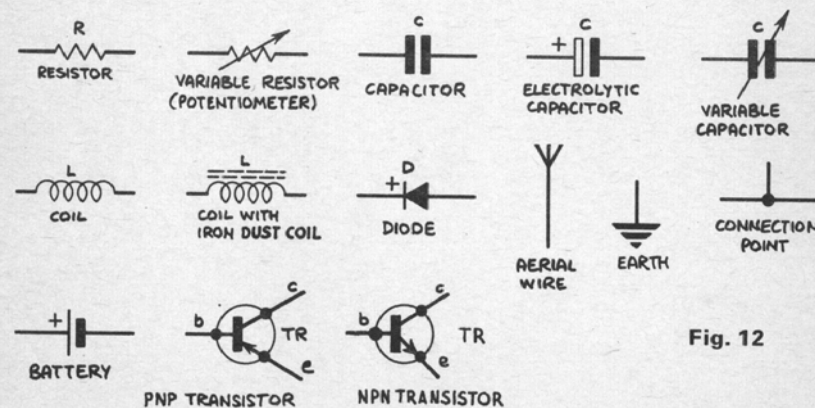 R
RESISTOR
VARIABLE RESISTOR
(POTENTIOMETER)
C
CAPACITOR
+
C
ELECTROLYTIC
CAPACITOR
C
VARIABLE
CAPACITOR
L
COIL
L
COIL WITH
IRON DUST COIL
D
+
DIODE
AERIAL
WIRE
EARTH
CONNECTION
POINT
+
BATTERY
c
b
TR
e
PNP TRANSISTOR
c
b
TR
e
NPN TRANSISTOR
Fig. 12